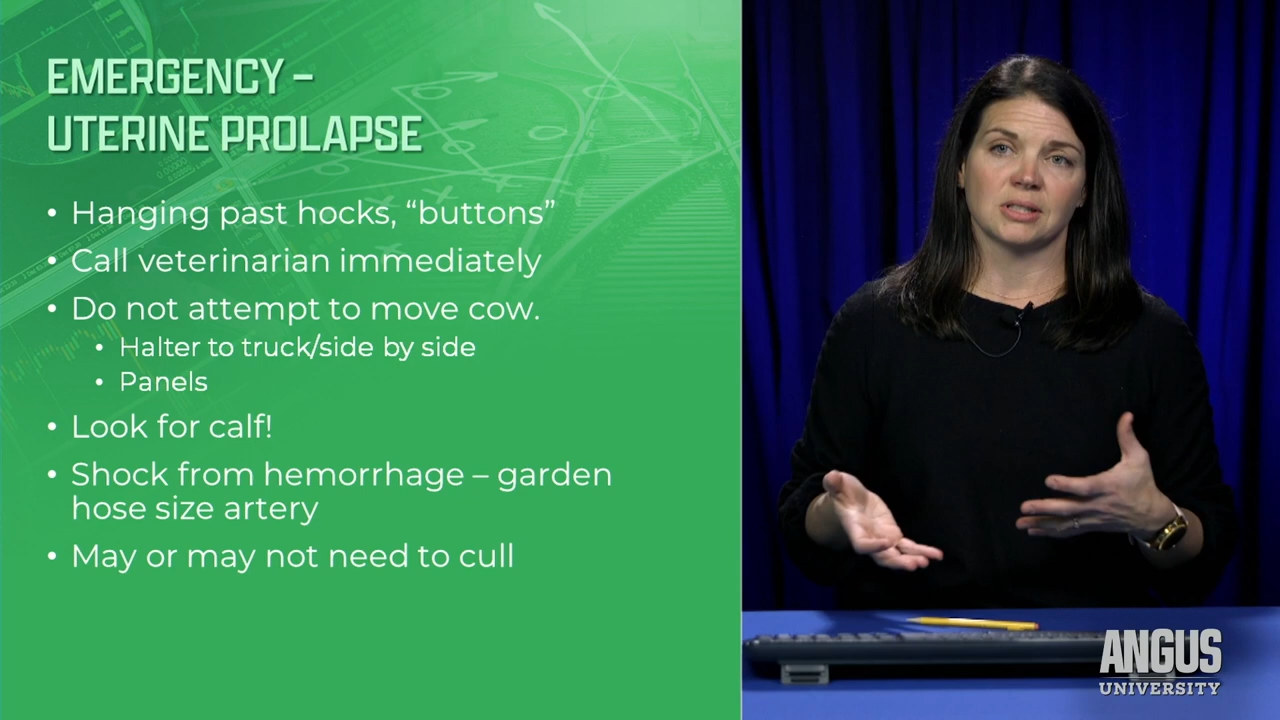 EMERGENCY –
UTERINE PROLAPSE
• Hanging past hocks, “buttons”
• Call veterinarian immediately
• Do not attempt to move cow.
• Halter to truck/side by side
• Panels
• Look for calf!
• Shock from hemorrhage – garden
hose size artery
• May or may not need to cull
ANGUS
UNIVERSITY